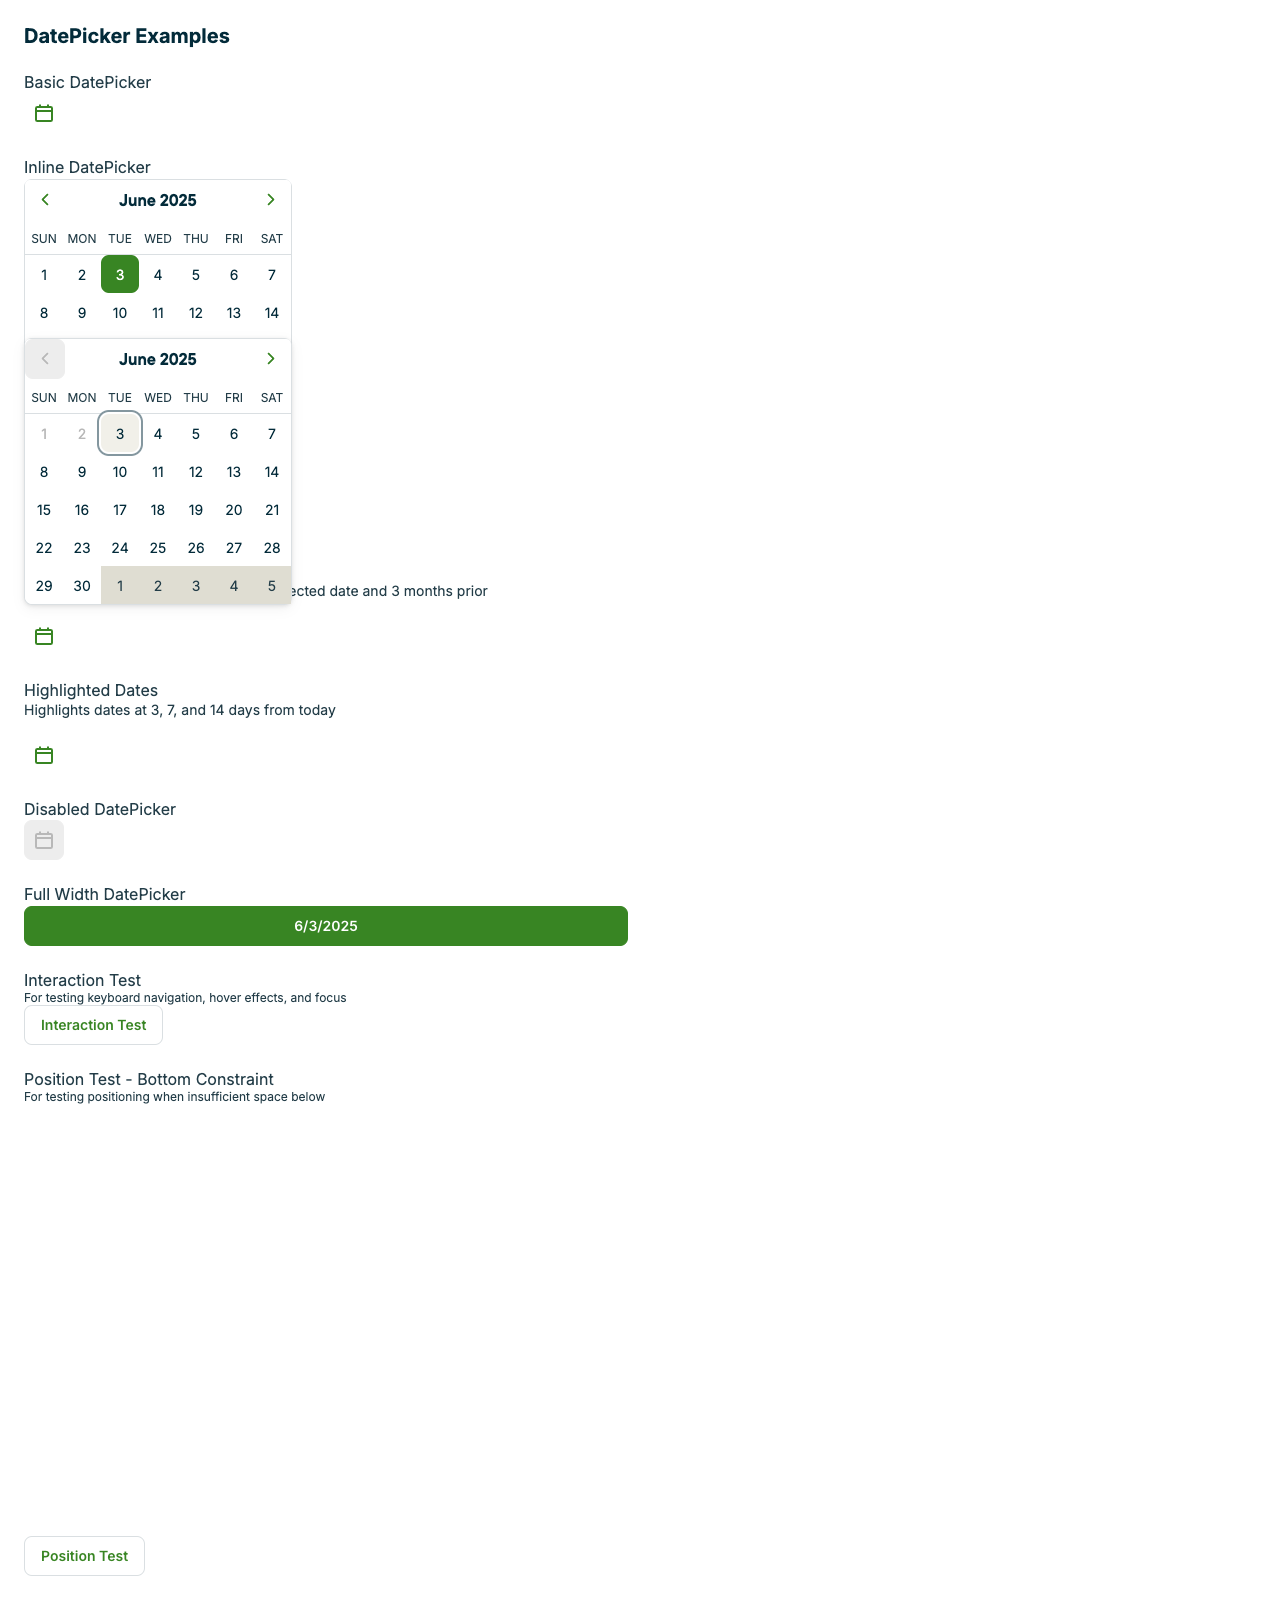 DatePicker Examples
Basic DatePicker
Inline DatePicker
June 2025
SUN MON TUE WED THU FRI SAT
1 2 3 4 5 6 7
8 9 10 11 12 13 14
June 2025
SUN MON TUE WED THU FRI SAT
1 2 3 4 5 6 7
8 9 10 11 12 13 14
15 16 17 18 19 20 21
22 23 24 25 26 27 28
29 30 1 2 3 4 5
date and 3 months prior
Highlighted Dates
Highlights dates at 3, 7, and 14 days from today
Disabled DatePicker
Full Width DatePicker
6/3/2025
Interaction Test
For testing keyboard navigation, hover effects, and focus
Interaction Test
Position Test - Bottom Constraint
For testing positioning when insufficient space below
Position Test